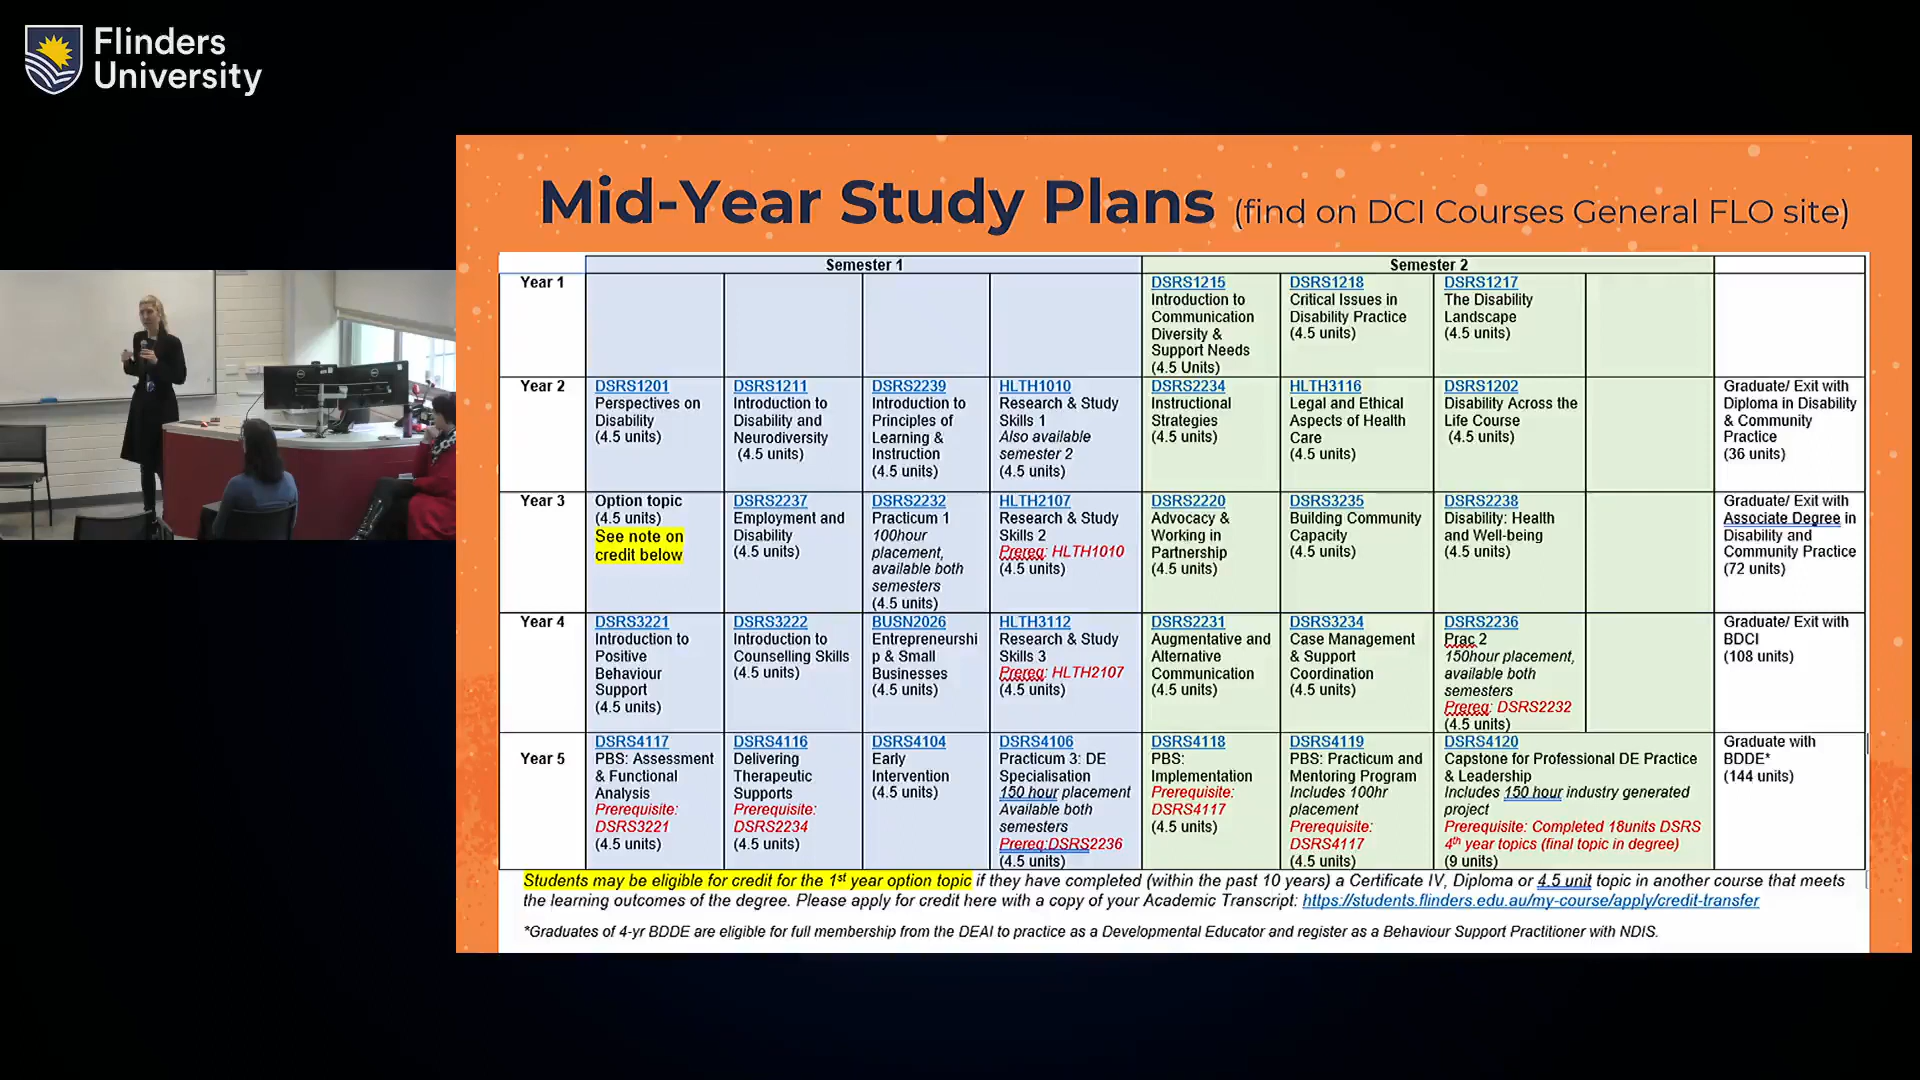 Flinders
University
Mid-Year Study Plans (find on DCI Courses General FLO site)
Semester 1
Semester 2
Year 1
DSRS1215
Introduction to
Communication
Diversity &
Support Needs
(4.5 Units)
DSRS1218
Critical Issues in
Disability Practice
(4.5 units)
DSRS1217
The Disability
Landscape
(4.5 units)
Year 2
DSRS1201
Perspectives on
Disability
(4.5 units)
DSRS1211
Introduction to
Disability and
Neurodiversity
(4.5 units)
DSRS2239
Introduction to
Principles of
Learning &
Instruction
(4.5 units)
HLTH1010
Research & Study
Skills 1
Also available
semester 2
(4.5 units)
DSRS2234
Instructional
Strategies
(4.5 units)
HLTH3116
Legal and Ethical
Aspects of Health
Care
(4.5 units)
DSRS1202
Disability Across the
Life Course
(4.5 units)
Graduate/ Exit with
Diploma in Disability
& Community
Practice
(36 units)
Year 3
Option topic
(4.5 units)
See note on
credit below
DSRS2237
Employment and
Disability
(4.5 units)
DSRS2232
Practicum 1
100hour
placement,
available both
semesters
(4.5 units)
HLTH2107
Research & Study
Skills 2
Prereq: HLTH1010
(4.5 units)
DSRS2220
Advocacy &
Working in
Partnership
(4.5 units)
DSRS3235
Building Community
Capacity
(4.5 units)
DSRS2238
Disability: Health
and Well-being
(4.5 units)
Graduate/ Exit with
Associate Degree in
Disability and
Community Practice
(72 units)
Year 4
DSRS3221
Introduction to
Positive
Behaviour
Support
(4.5 units)
DSRS3222
Introduction to
Counselling Skills
(4.5 units)
BUSN2026
Entrepreneurshi
p & Small
Businesses
(4.5 units)
HLTH3112
Research & Study
Skills 3
Prereq: HLTH2107
(4.5 units)
DSRS2231
Augmentative and
Alternative
Communication
(4.5 units)
DSRS3234
Case Management
& Support
Coordination
(4.5 units)
DSRS2236
Prac 2
150hour placement,
available both
semesters
Prereq: DSRS2232
(4.5 units)
Graduate/ Exit with
BDCI
(108 units)
Year 5
DSRS4117
PBS: Assessment
& Functional
Analysis
Prerequisite:
DSRS3221
(4.5 units)
DSRS4116
Delivering
Therapeutic
Supports
Prerequisite:
DSRS2234
(4.5 units)
DSRS4104
Early
Intervention
(4.5 units)
DSRS4106
Practicum 3: DE
Specialisation
150 hour placement
Available both
semesters
Prereq:DSRS2236
(4.5 units)
DSRS4118
PBS:
Implementation
Prerequisite:
DSRS4117
(4.5 units)
DSRS4119
PBS: Practicum and
Mentoring Program
Includes 100hr
placement
Prerequisite:
DSRS4117
(4.5 units)
DSRS4120
Capstone for Professional DE Practice
& Leadership
Includes 150 hour industry generated
project
Prerequisite: Completed 18units DSRS
4th year topics (final topic in degree)
(9 units)
Graduate with
BDDE*
(144 units)
Students may be eligible for credit for the 1st year option topic if they have completed (within the past 10 years) a Certificate IV, Diploma or 4.5 unit topic in another course that meets
the learning outcomes of the degree. Please apply for credit here with a copy of your Academic Transcript: https://students.flinders.edu.au/my-course/apply/credit-transfer
*Graduates of 4-yr BDDE are eligible for full membership from the DEAI to practice as a Developmental Educator and register as a Behaviour Support Practitioner with NDIS.